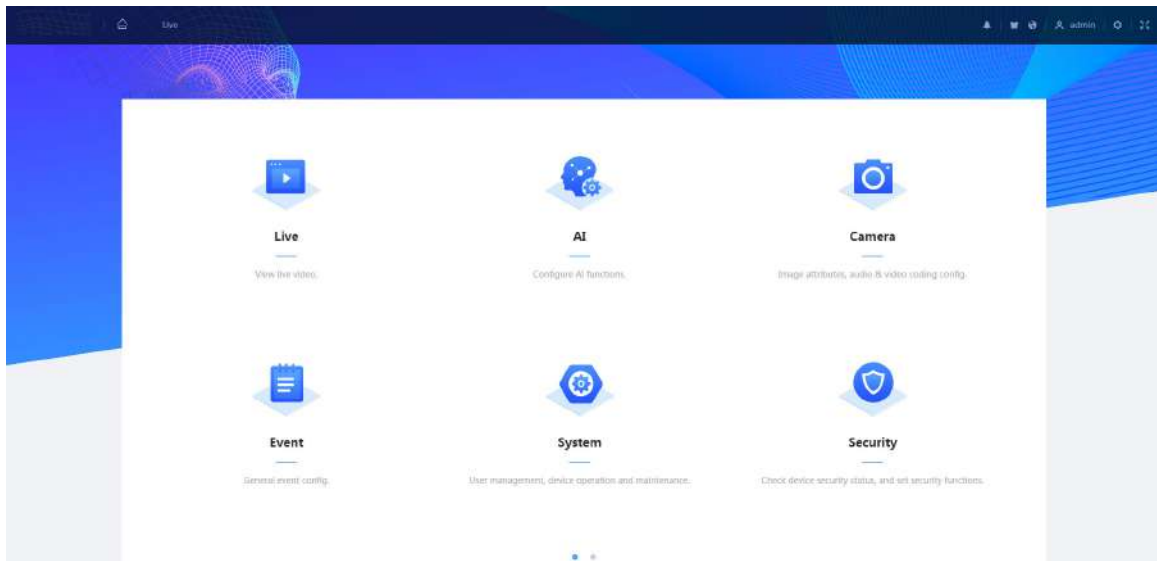 Live
admin
Live
AI
Camera
View live video.
Configure AI functions.
Image attributes, audio & video coding config.
Event
System
Security
General event config.
User management, device operation and maintenance.
Check device security status, and set security functions.